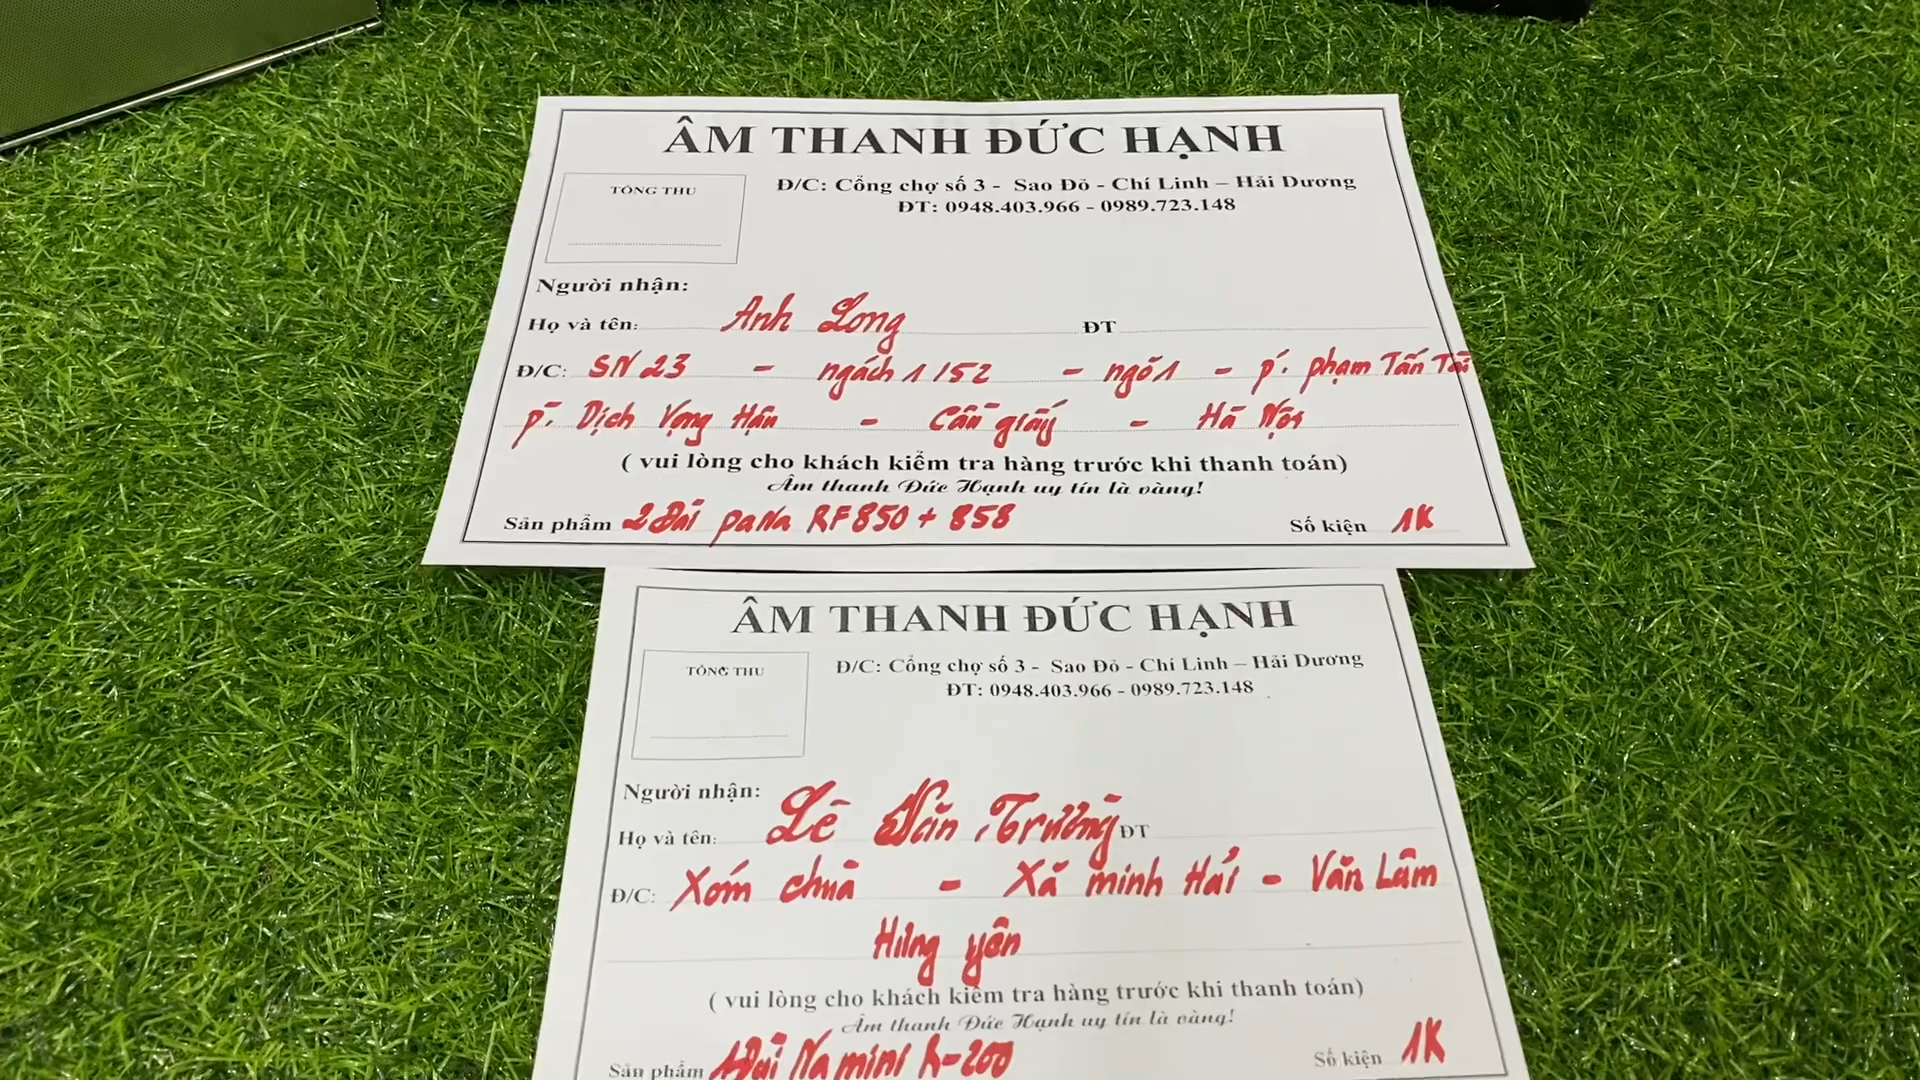 ÂM THANH ĐỨC HẠNH
TỔNG THU
Đ/C: Cổng chợ số 3 - Sao Đỏ - Chí Linh – Hải Dương
ĐT: 0948.403.966 - 0989.723.148
Người nhận:
Họ và tên: Anh Long ĐT
Đ/C: SN 23 - ngách 1/52 - ngõ 1 - p. phạm Tấn Tài
p. Dịch Vọng Hậu - Cầu giấy - Hà Nội
( vui lòng cho khách kiểm tra hàng trước khi thanh toán)
Âm thanh Đức Hạnh uy tín là vàng!
Sản phẩm 2 Đài pana RF 850 + 858 Số kiện 1K
ÂM THANH ĐỨC HẠNH
TỔNG THU
Đ/C: Cổng chợ số 3 - Sao Đỏ - Chí Linh – Hải Dương
ĐT: 0948.403.966 - 0989.723.148
Người nhận:
Họ và tên: Lê Văn Trường ĐT
Đ/C: Xóm chùa - Xã minh Hải - Văn Lâm
Hưng yên
( vui lòng cho khách kiểm tra hàng trước khi thanh toán)
Âm thanh Đức Hạnh uy tín là vàng!
Sản phẩm 1 Đài Na mini R-200 Số kiện 1K